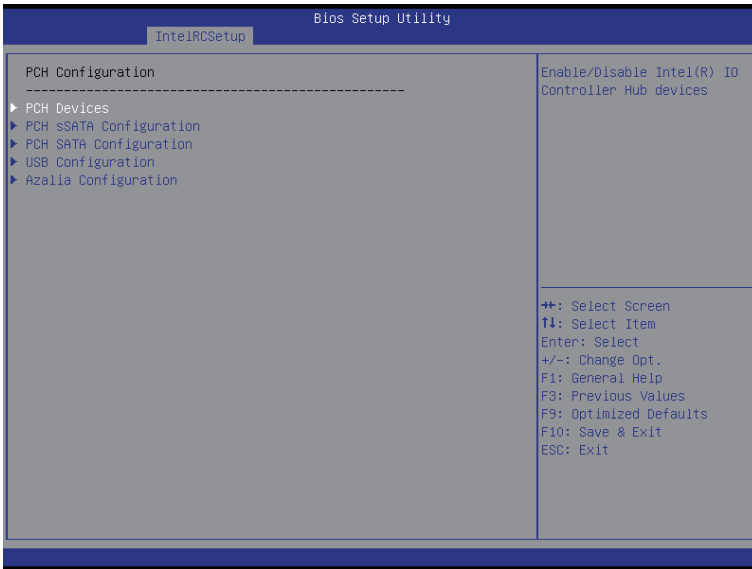 Bios Setup Utility
IntelRCSetup
PCH Configuration
--------------------------------------------------
PCH Devices
PCH sSATA Configuration
PCH SATA Configuration
USB Configuration
Azalia Configuration
Enable/Disable Intel(R) IO
Controller Hub devices
→←: Select Screen
↑↓: Select Item
Enter: Select
+/-: Change Opt.
F1: General Help
F3: Previous Values
F9: Optimized Defaults
F10: Save & Exit
ESC: Exit